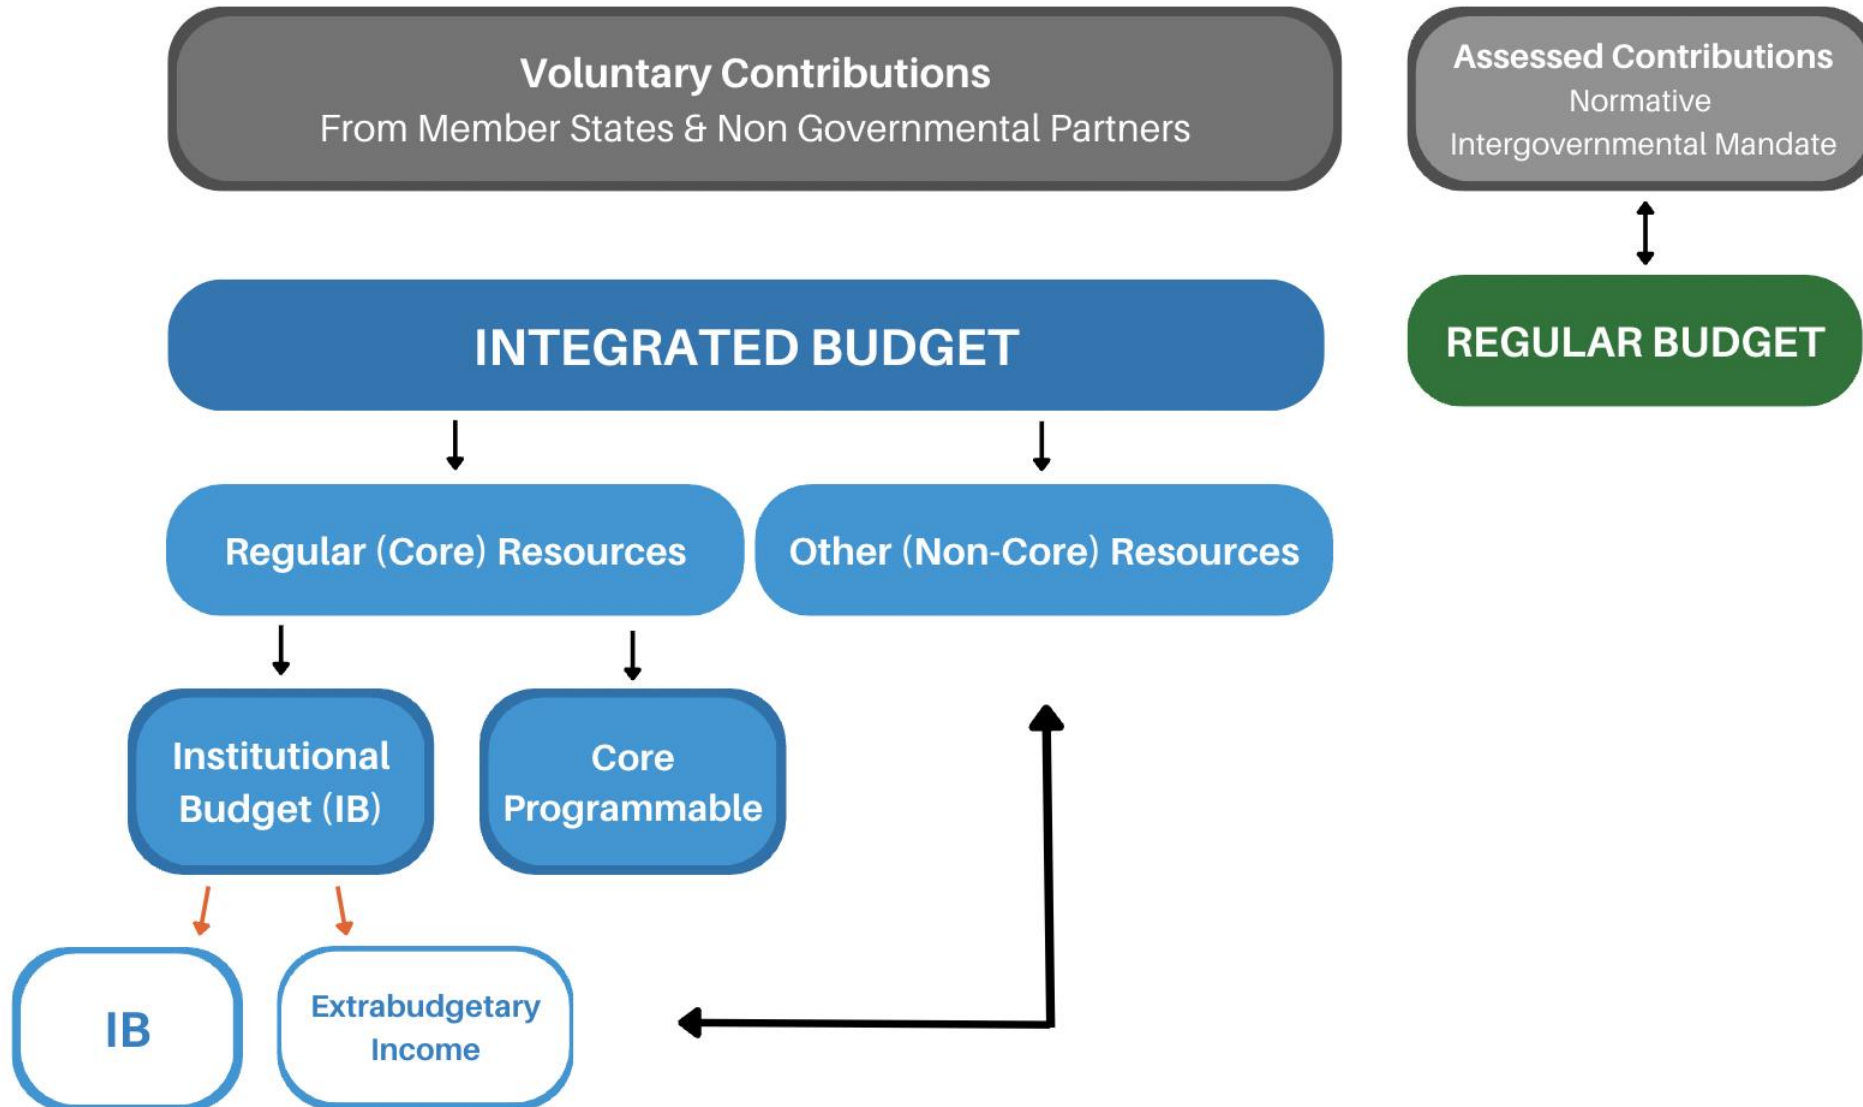 Voluntary Contributions
From Member States & Non Governmental Partners
Assessed Contributions
Normative
Intergovernmental Mandate
INTEGRATED BUDGET
REGULAR BUDGET
Regular (Core) Resources
Other (Non-Core) Resources
Institutional
Budget (IB)
Core
Programmable
IB
Extrabudgetary
Income